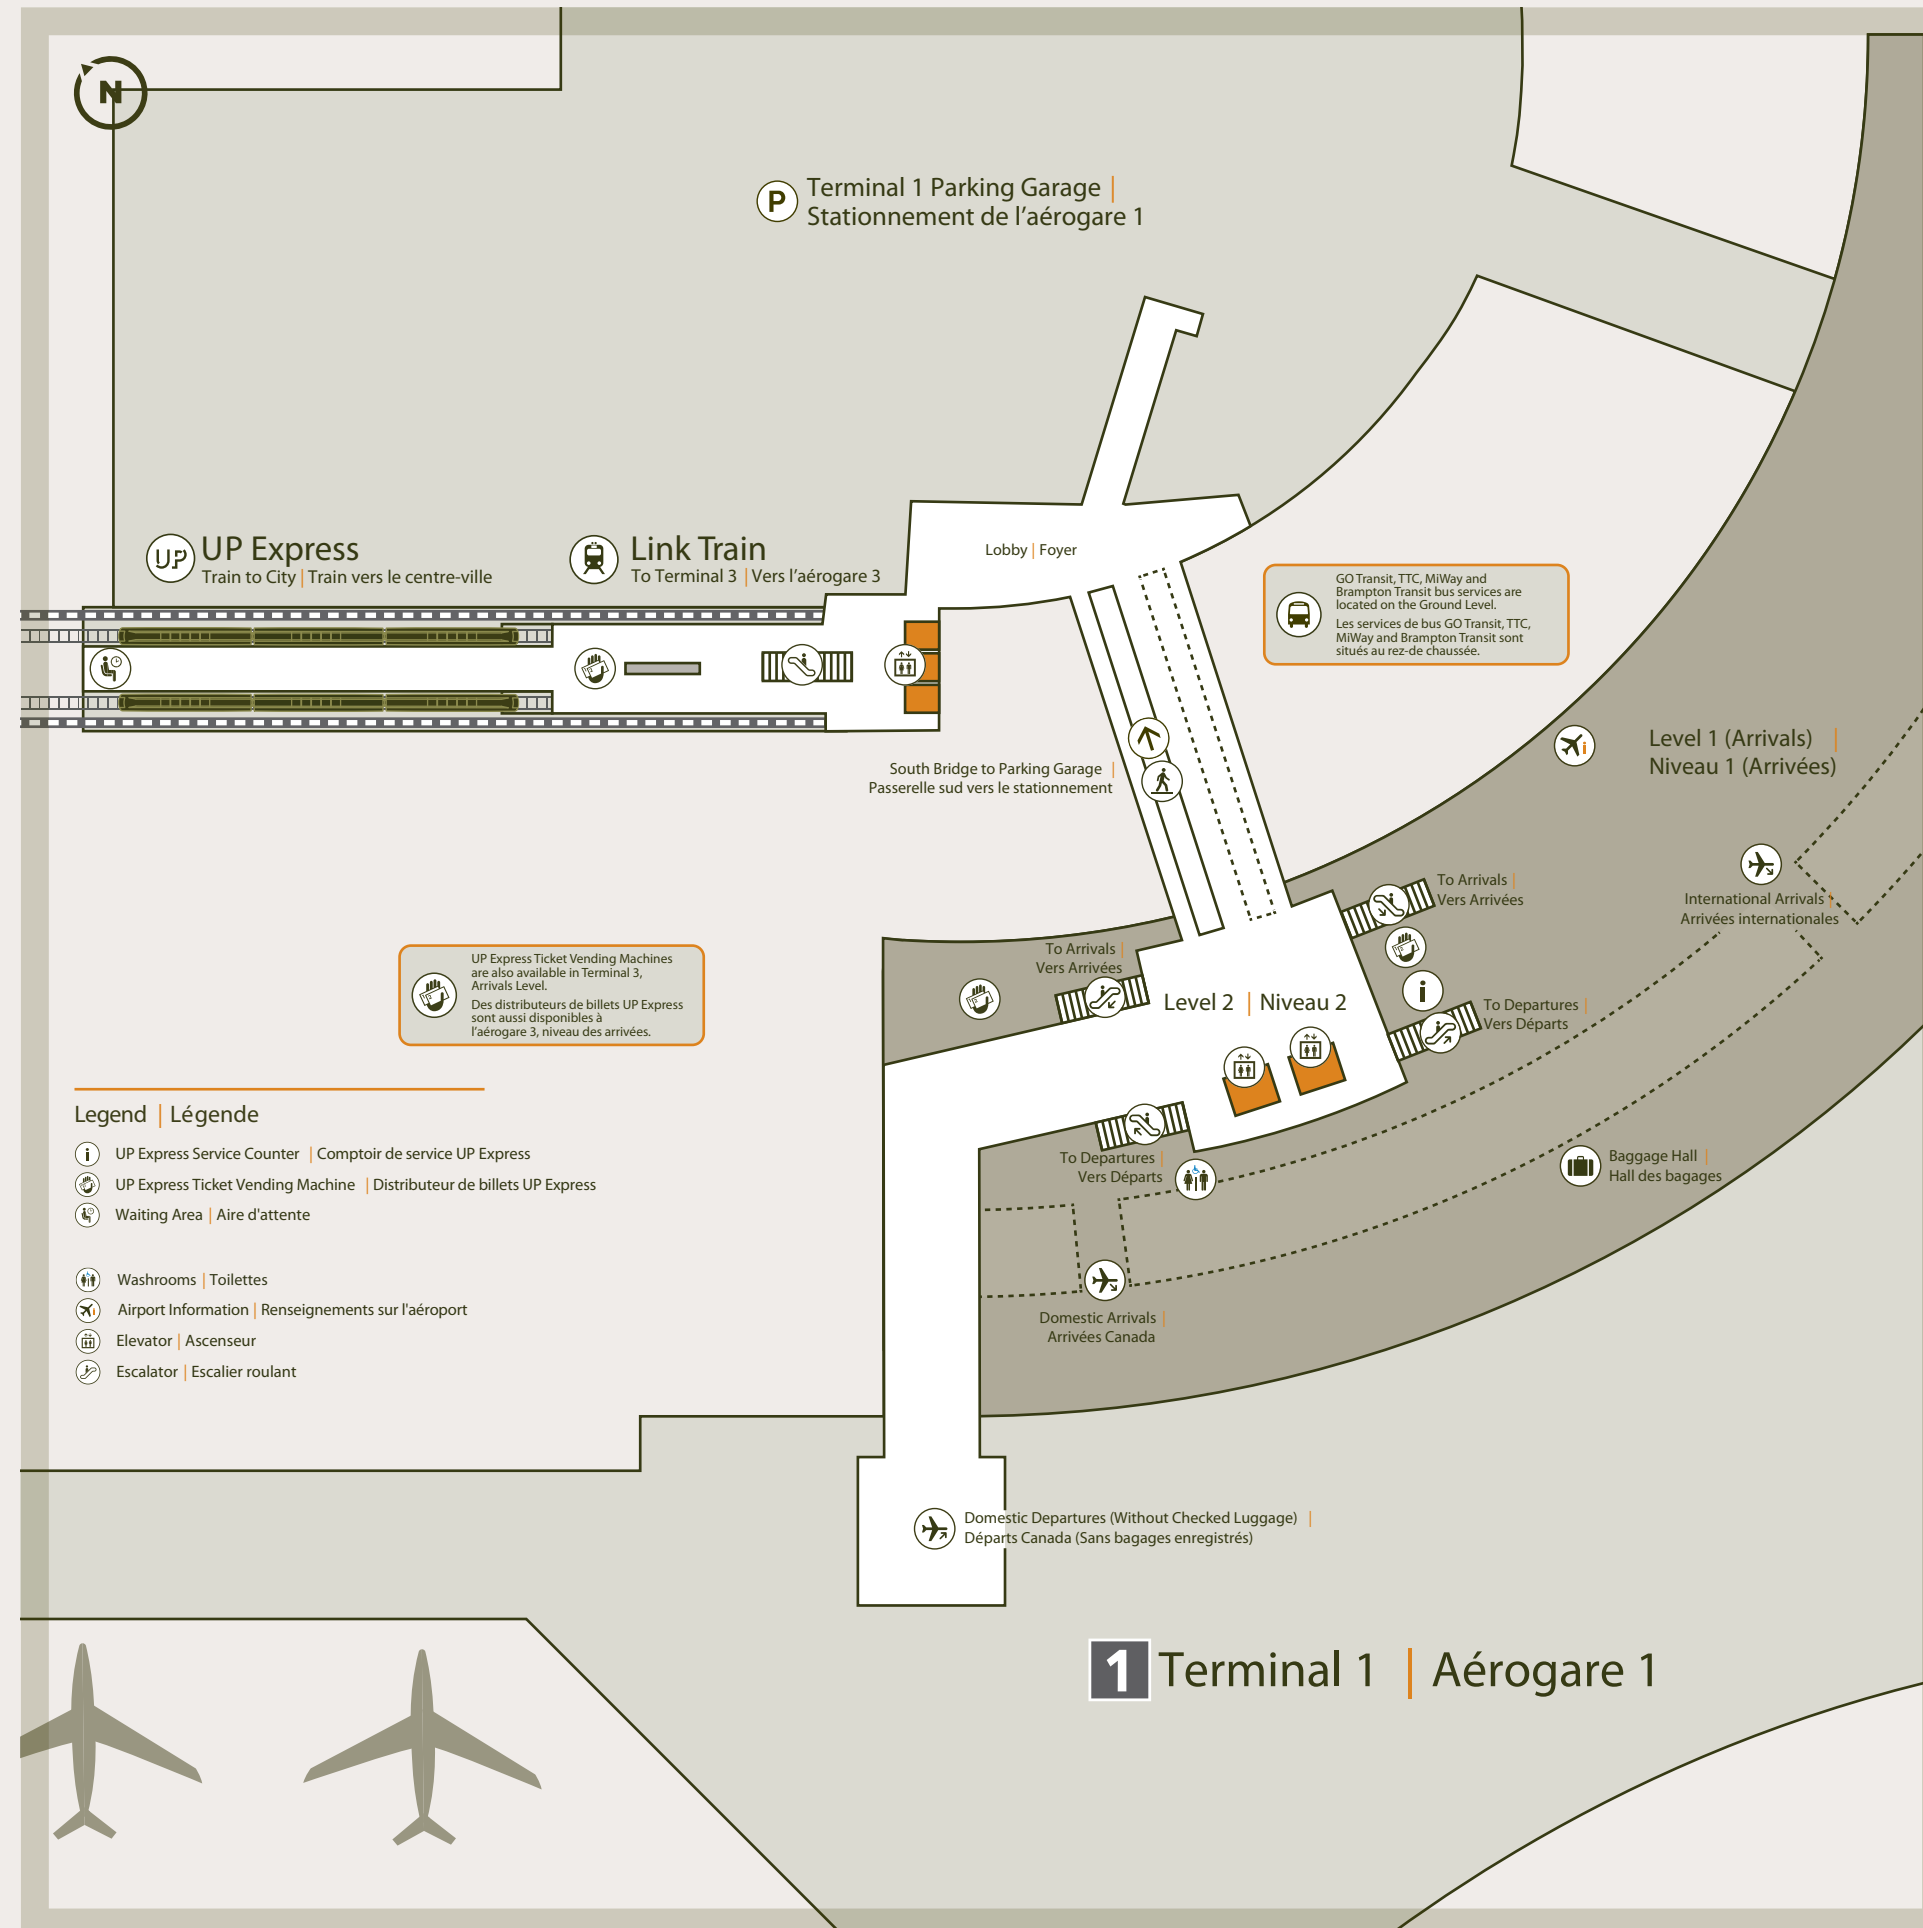 N
P
Terminal 1 Parking Garage |
Stationnement de l'aérogare 1
UP
UP Express
Train to City | Train vers le centre-ville
Link Train
To Terminal 3 | Vers l'aérogare 3
Lobby | Foyer
GO Transit, TTC, MiWay and
Brampton Transit bus services are
located on the Ground Level.
Les services de bus GO Transit, TTC,
MiWay and Brampton Transit sont
situés au rez-de chaussée.
South Bridge to Parking Garage |
Passerelle sud vers le stationnement
i
Level 1 (Arrivals) |
Niveau 1 (Arrivées)
To Arrivals |
Vers Arrivées
International Arrivals |
Arrivées internationales
To Arrivals |
Vers Arrivées
Level 2 | Niveau 2
i
To Departures |
Vers Départs
UP Express Ticket Vending Machines
are also available in Terminal 3,
Arrivals Level.
Des distributeurs de billets UP Express
sont aussi disponibles à
l'aérogare 3, niveau des arrivées.
To Departures |
Vers Départs
Baggage Hall |
Hall des bagages
Domestic Arrivals |
Arrivées Canada
Legend | Légende
i
UP Express Service Counter | Comptoir de service UP Express
UP Express Ticket Vending Machine | Distributeur de billets UP Express
Waiting Area | Aire d'attente
Washrooms | Toilettes
i
Airport Information | Renseignements sur l'aéroport
Elevator | Ascenseur
Escalator | Escalier roulant
Domestic Departures (Without Checked Luggage) |
Départs Canada (Sans bagages enregistrés)
1 Terminal 1 | Aérogare 1